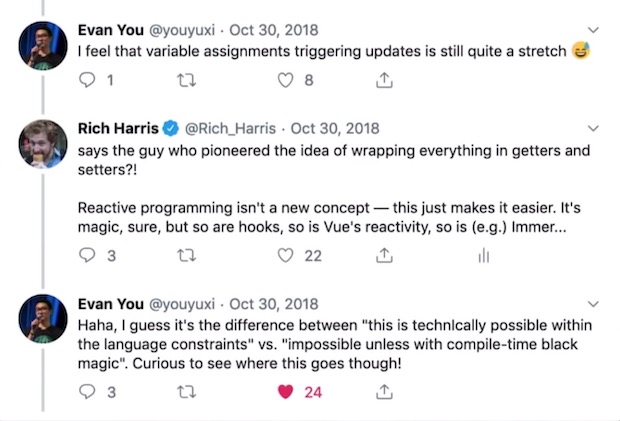 Evan You @youyuxi · Oct 30, 2018
I feel that variable assignments triggering updates is still quite a stretch 😅
1 8
Rich Harris @Rich_Harris · Oct 30, 2018
says the guy who pioneered the idea of wrapping everything in getters and
setters?!
Reactive programming isn't a new concept — this just makes it easier. It's
magic, sure, but so are hooks, so is Vue's reactivity, so is (e.g.) Immer...
3 22
Evan You @youyuxi · Oct 30, 2018
Haha, I guess it's the difference between "this is technlcally possible within
the language constraints" vs. "impossible unless with compile-time black
magic". Curious to see where this goes though!
3 24